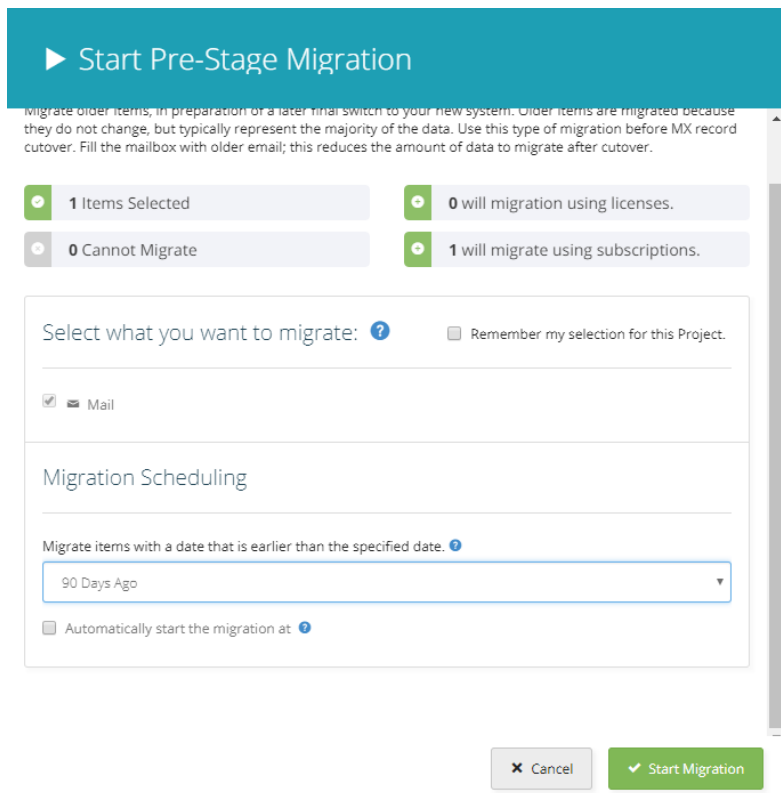 Start Pre-Stage Migration
Migrate older items, in preparation of a later final switch to your new system. Older items are migrated because
they do not change, but typically represent the majority of the data. Use this type of migration before MX record
cutover. Fill the mailbox with older email; this reduces the amount of data to migrate after cutover.
1 Items Selected
0 will migration using licenses.
0 Cannot Migrate
1 will migrate using subscriptions.
Select what you want to migrate: ?
Remember my selection for this Project.
Mail
Migration Scheduling
Migrate items with a date that is earlier than the specified date. ?
90 Days Ago
Automatically start the migration at ?
Cancel
Start Migration